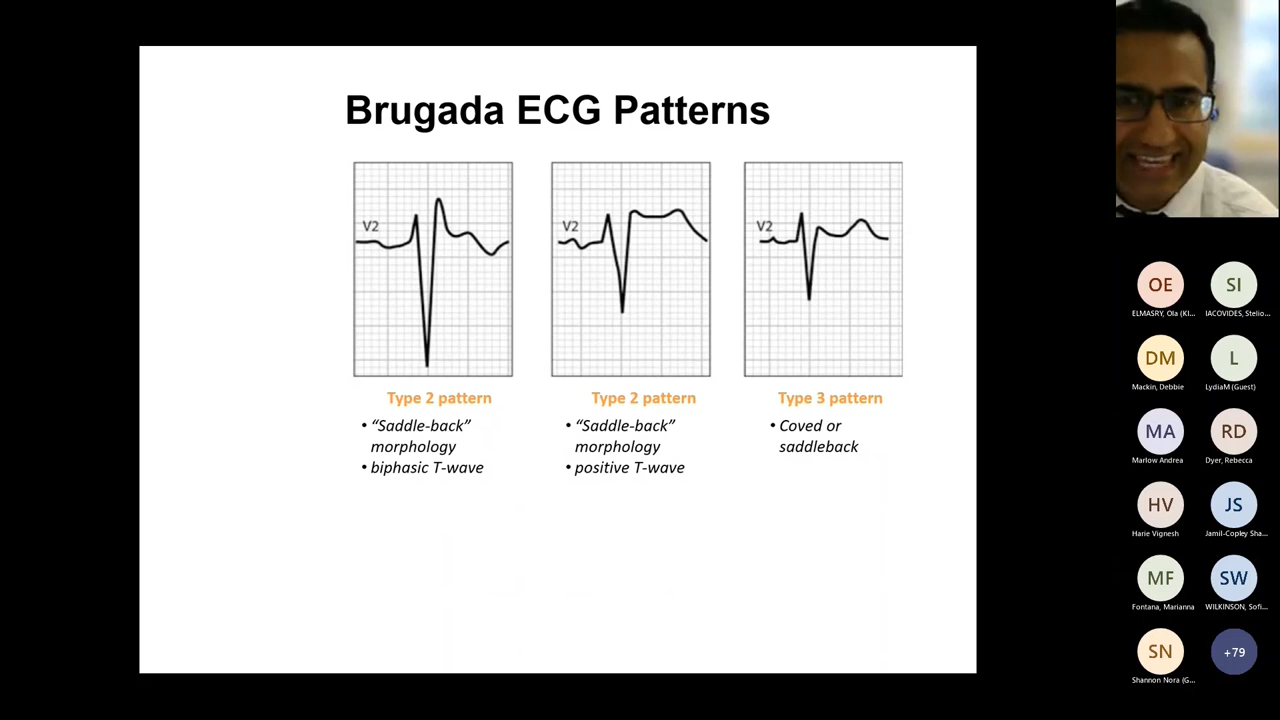 Brugada ECG Patterns
V2
V2
V2
Type 2 pattern
• “Saddle-back”
morphology
• biphasic T-wave
Type 2 pattern
• “Saddle-back”
morphology
• positive T-wave
Type 3 pattern
• Coved or
saddleback
OE
SI
ELMASRY, Ola (KI...
IACOVIDES, Stelio...
DM
L
Mackin, Debbie
LydiaM (Guest)
MA
RD
Marlow Andrea
Dyer, Rebecca
HV
JS
Harie Vignesh
Jamil-Copley Sha...
MF
SW
Fontana, Marianna
WILKINSON, Sofi...
SN
+79
Shannon Nora (G...